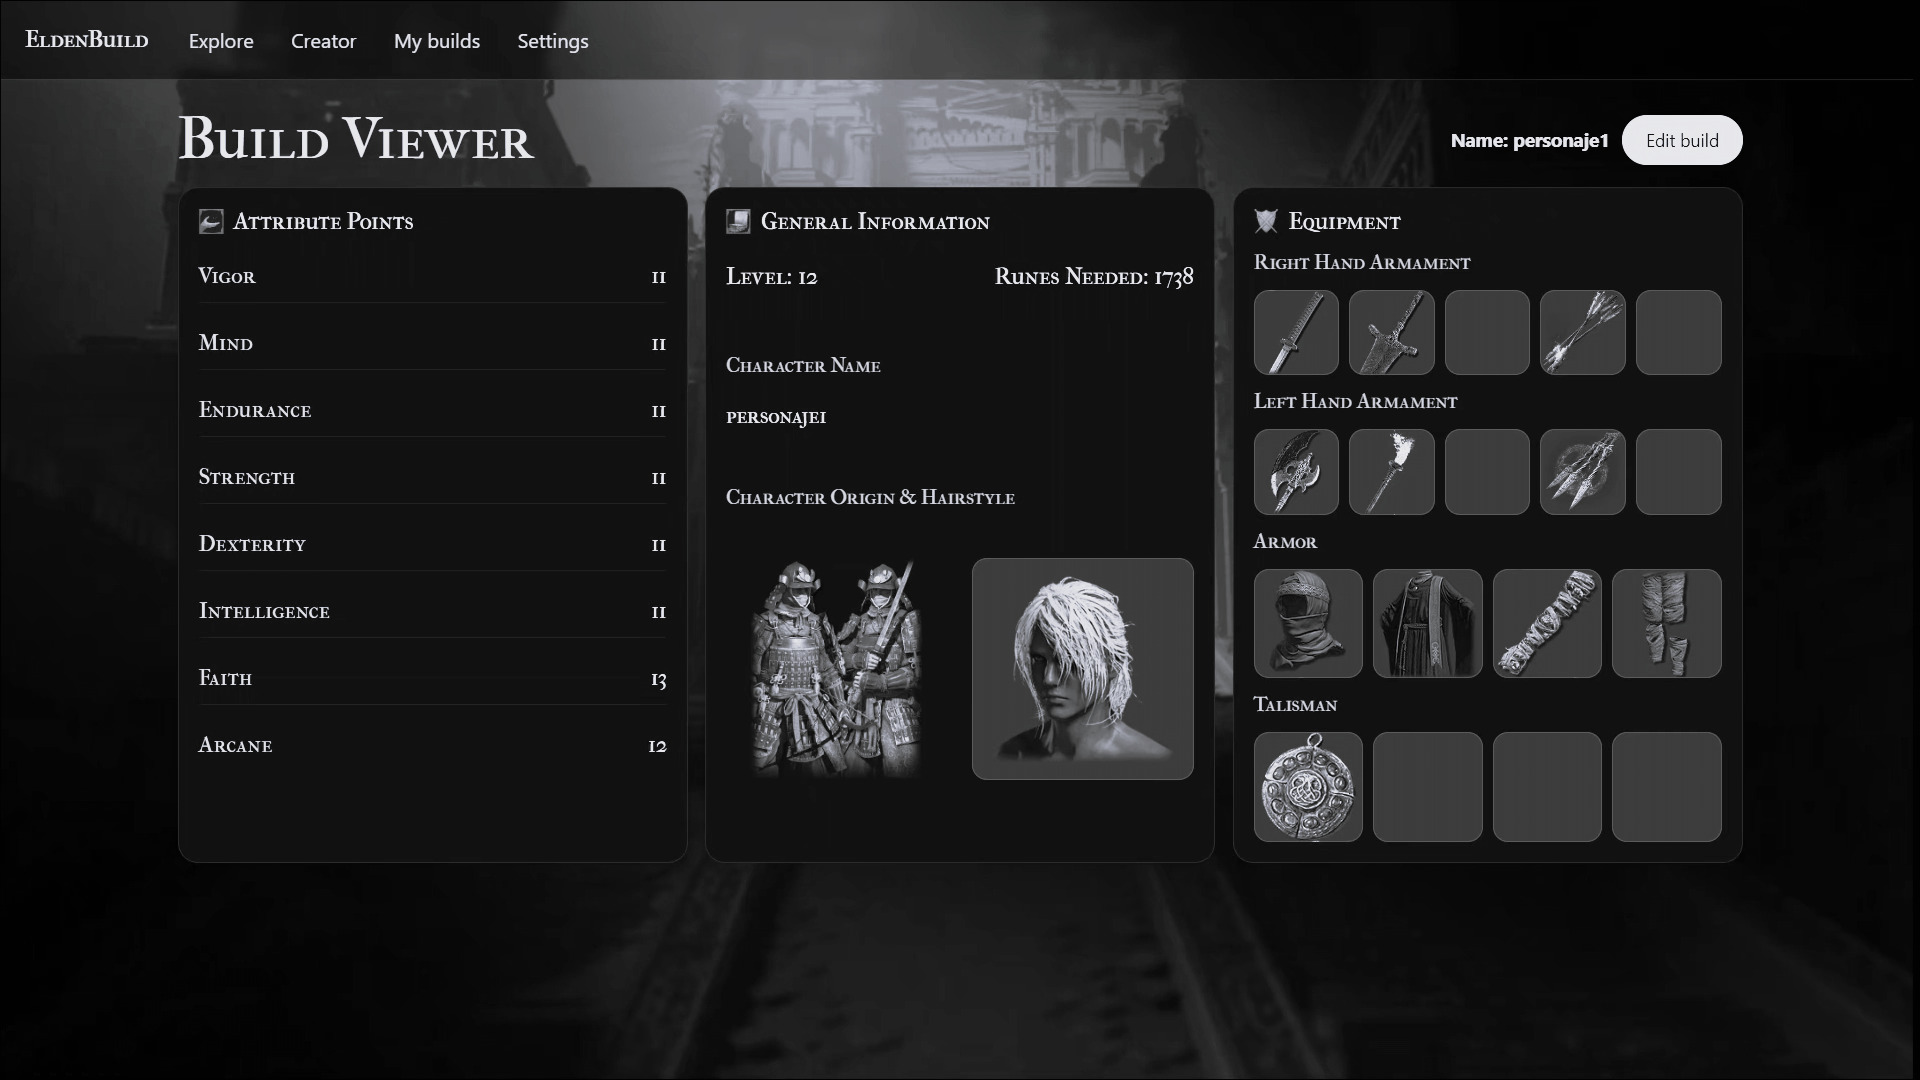 EldenBuild Explore Creator My builds Settings
Build Viewer
Name: personaje1 Edit build
Attribute Points
Vigor 11
Mind 11
Endurance 11
Strength 11
Dexterity 11
Intelligence 11
Faith 13
Arcane 12
General Information
Level: 12 Runes Needed: 1738
Character Name
personaje1
Character Origin & Hairstyle
Equipment
Right Hand Armament
Left Hand Armament
Armor
Talisman